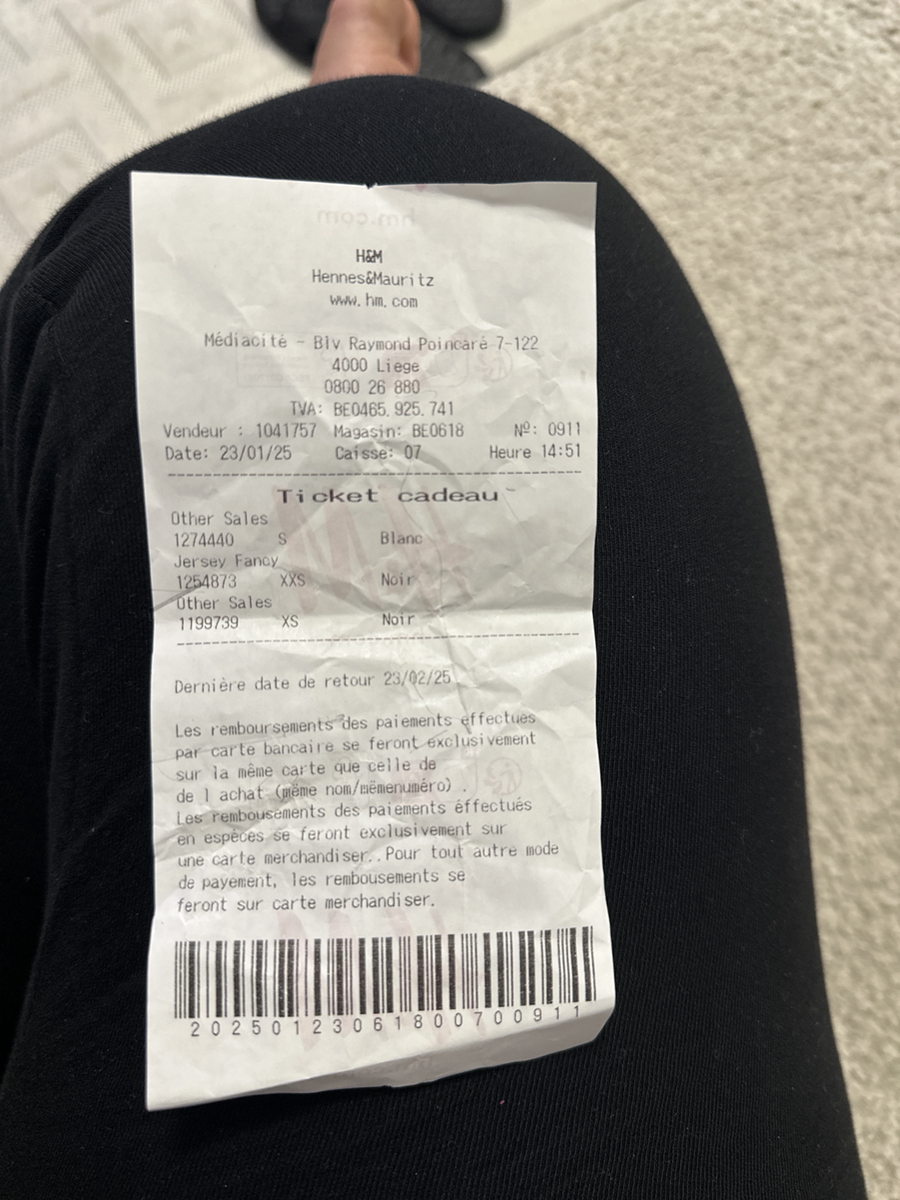 hm.com
H&M
Hennes&Mauritz
www.hm.com
Médiacité - Blv Raymond Poincaré 7-122
4000 Liege
0800 26 880
TVA: BE0465.925.741
Vendeur : 1041757 Magasin: BE0618 Nº: 0911
Date: 23/01/25 Caisse: 07 Heure 14:51
Ticket cadeau
Other Sales
1274440 S Blanc
Jersey Fancy
1254873 XXS Noir
Other Sales
1199739 XS Noir
Dernière date de retour 23/02/25
Les remboursements des paiements effectues
par carte bancaire se feront exclusivement
sur la même carte que celle de
de l achat (même nom/mêmenuméro) .
Les rembousements des paiements éffectués
en espèces se feront exclusivement sur
une carte merchandiser..Pour tout autre mode
de payement, les rembousements se
feront sur carte merchandiser.
2025012306180070​0911